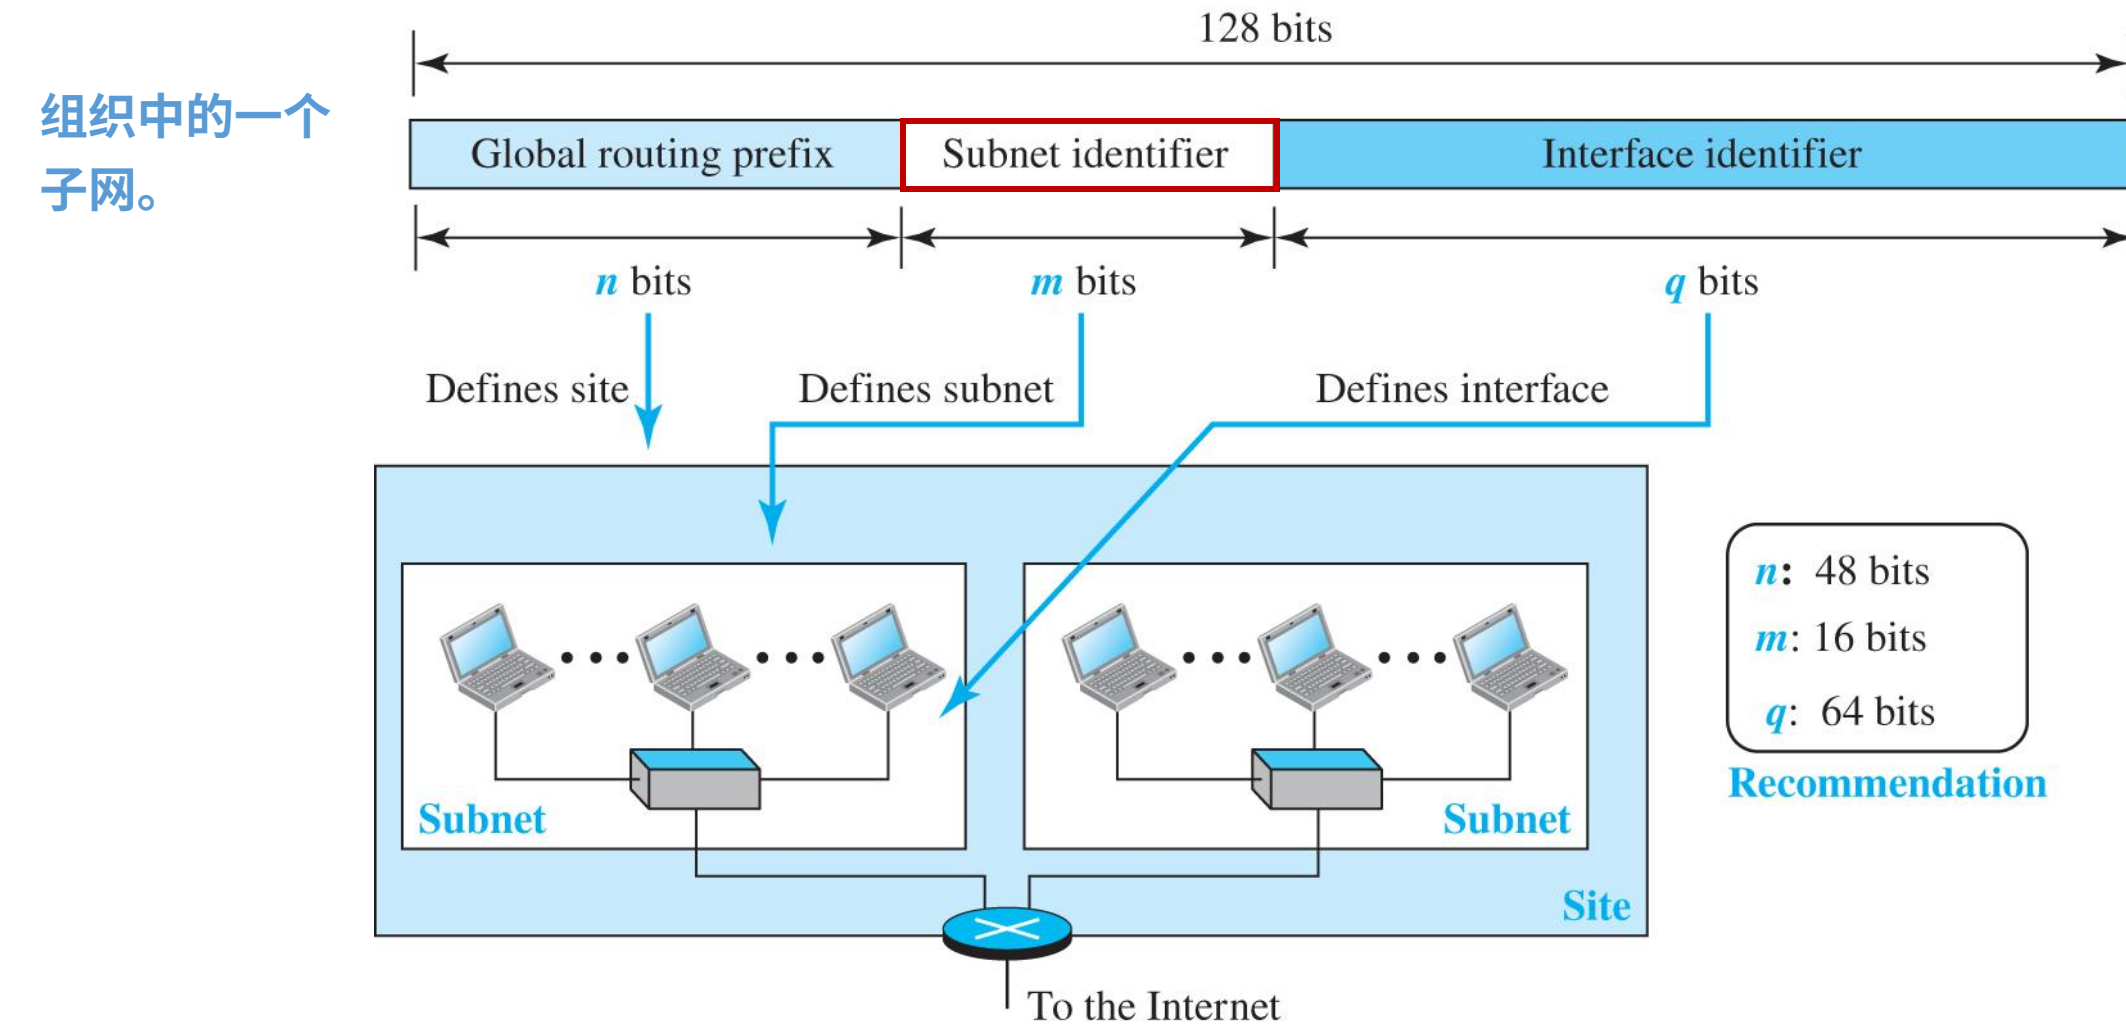 128 bits
组织中的一个
子网。
Global routing prefix
Subnet identifier
Interface identifier
n bits
m bits
q bits
Defines site
Defines subnet
Defines interface
n: 48 bits
m: 16 bits
q: 64 bits
Recommendation
Subnet
Subnet
Site
To the Internet